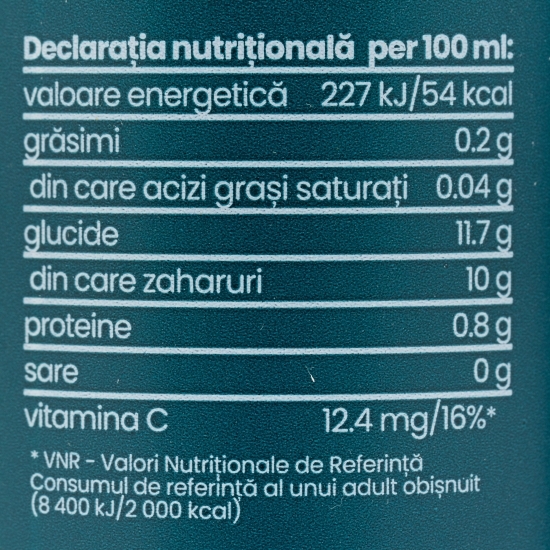 Declarația nutrițională per 100 ml:
valoare energetică 227 kJ/54 kcal
grăsimi 0.2 g
din care acizi grași saturați 0.04 g
glucide 11.7 g
din care zaharuri 10 g
proteine 0.8 g
sare 0 g
vitamina C 12.4 mg/16%*
* VNR - Valori Nutriționale de Referință
Consumul de referință al unui adult obișnuit
(8 400 kJ/2 000 kcal)